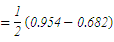 = 1/2 (0.954 − 0.682)